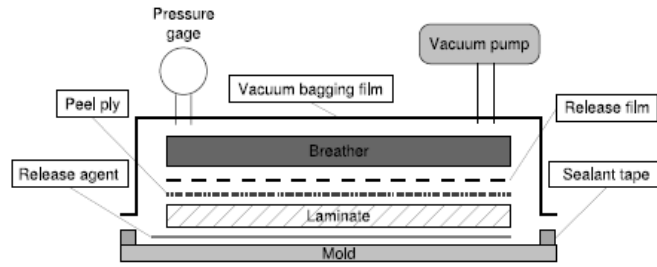 Pressure
gage
Vacuum pump
Peel ply
Vacuum bagging film
Release film
Breather
Release agent
Sealant tape
Laminate
Mold